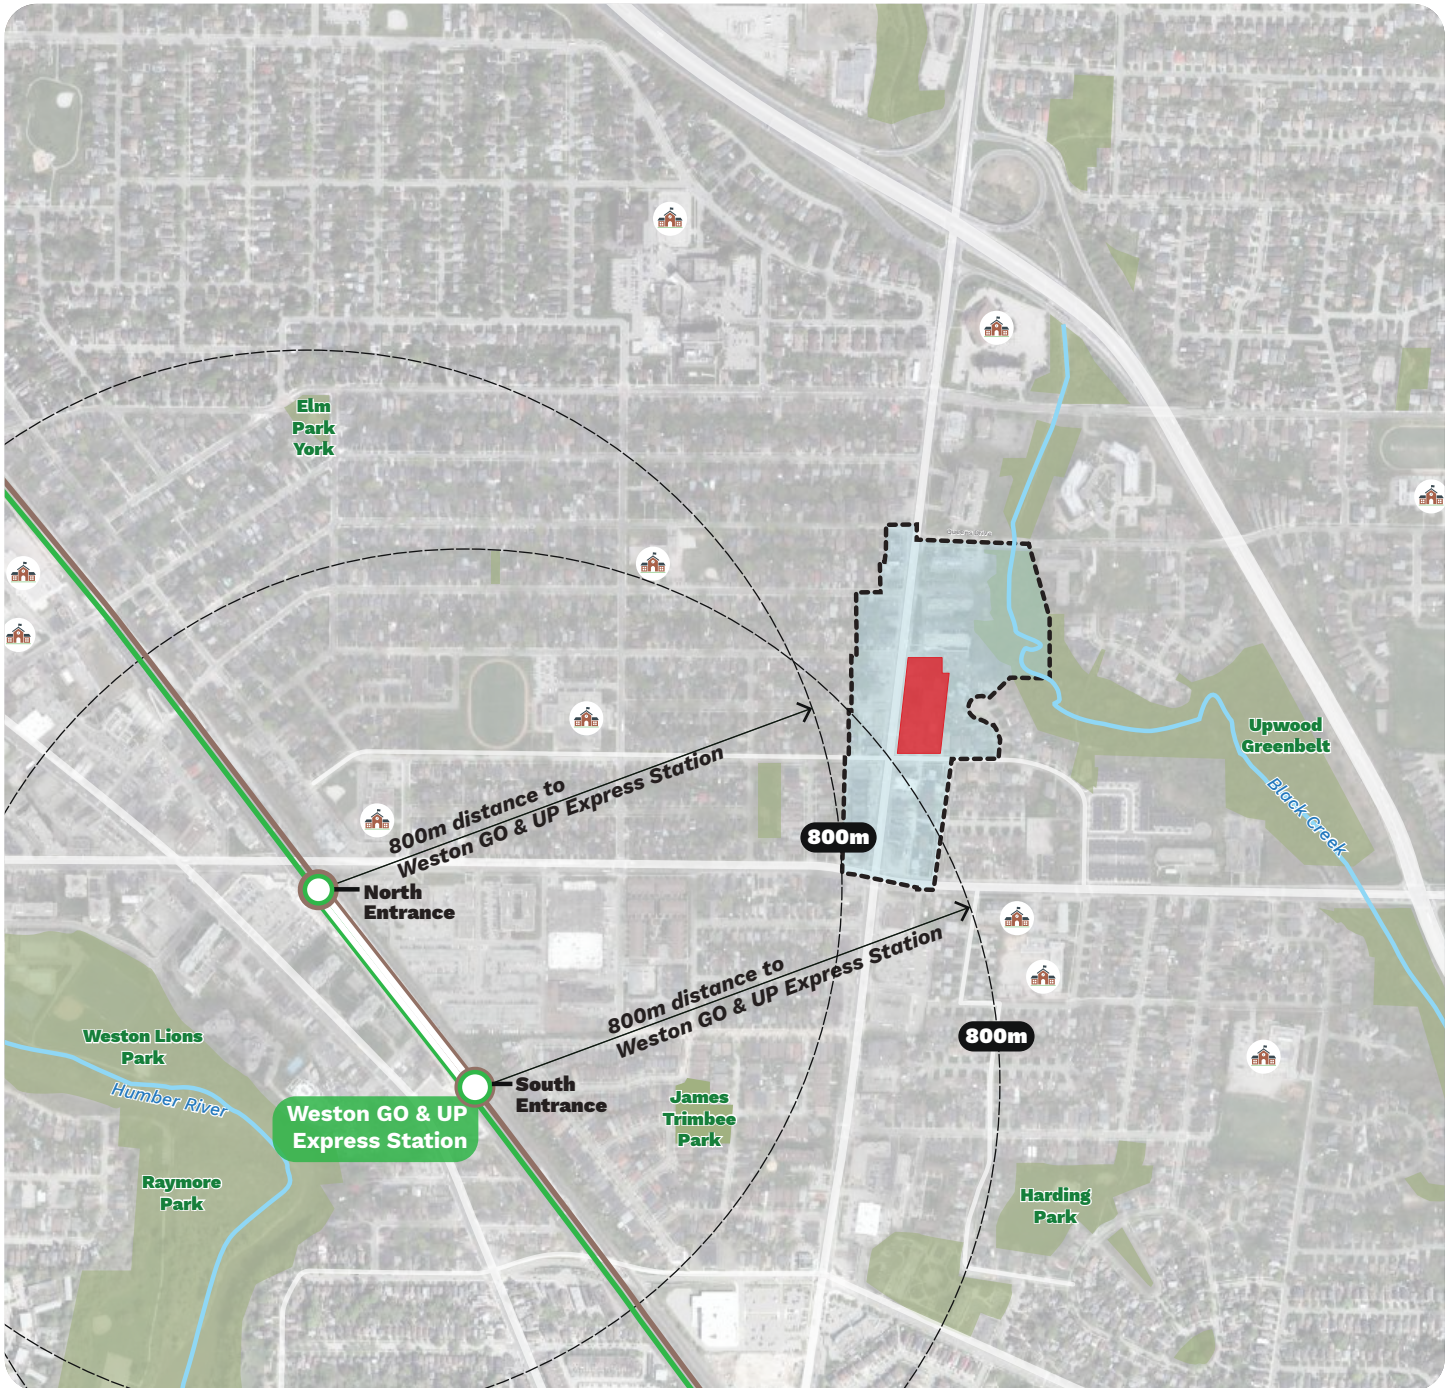 Elm
Park
York
Upwood
Greenbelt
Black Creek
800m distance to
Weston GO & UP Express Station
800m
North
Entrance
800m distance to
Weston GO & UP Express Station
800m
Weston Lions
Park
Humber River
South
Entrance
Weston GO & UP
Express Station
James
Trimbee
Park
Raymore
Park
Harding
Park